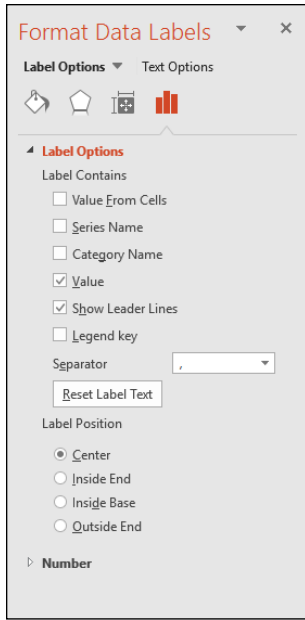 Format Data Labels
Label Options Text Options
Label Options
Label Contains
Value From Cells
Series Name
Category Name
Value
Show Leader Lines
Legend key
Separator ,
Reset Label Text
Label Position
Center
Inside End
Inside Base
Outside End
Number